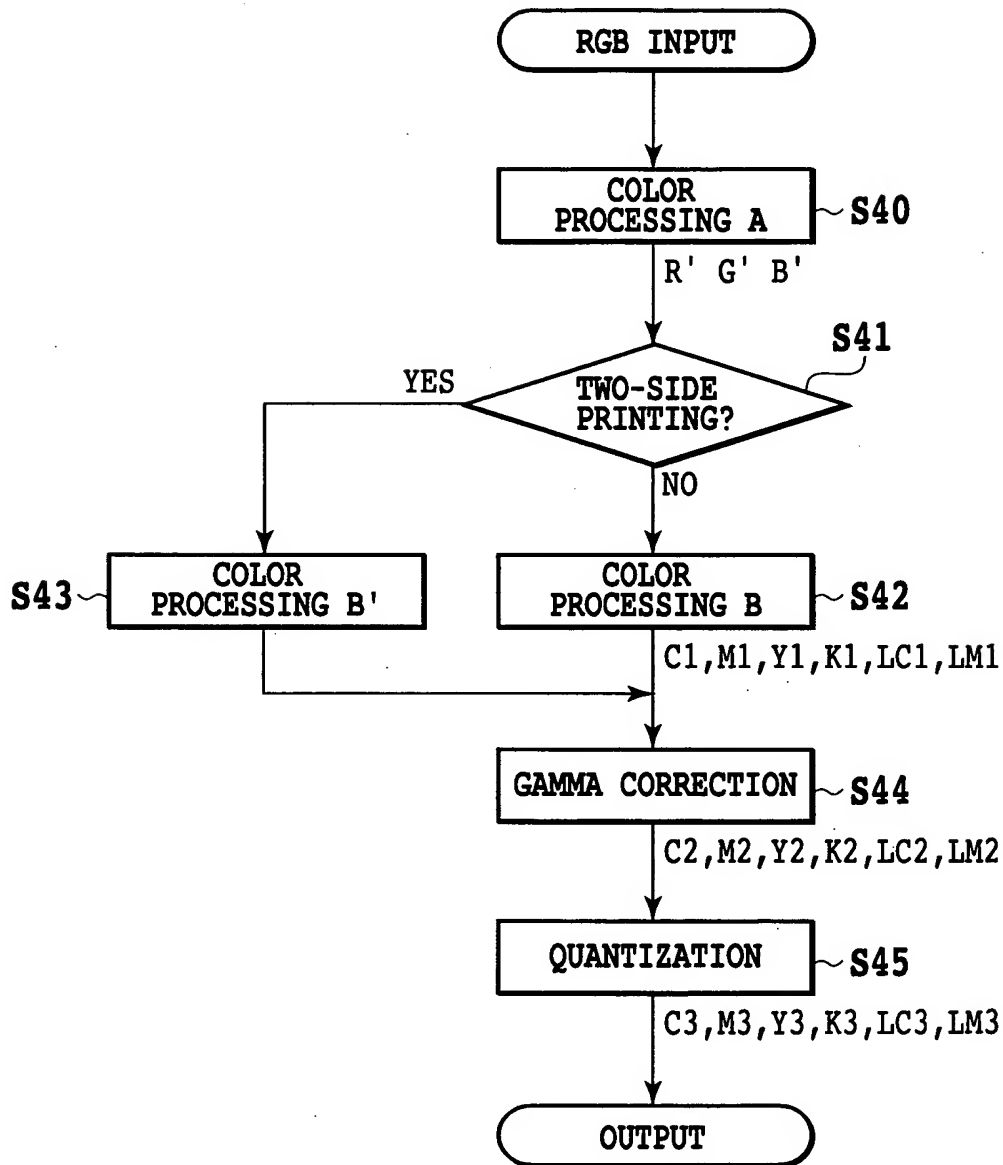 RGB INPUT
COLOR
PROCESSING A
S40
R' G' B'
S41
YES
TWO-SIDE
PRINTING?
NO
S43
COLOR
PROCESSING B'
COLOR
PROCESSING B
S42
C1,M1,Y1,K1,LC1,LM1
GAMMA CORRECTION
S44
C2,M2,Y2,K2,LC2,LM2
QUANTIZATION
S45
C3,M3,Y3,K3,LC3,LM3
OUTPUT